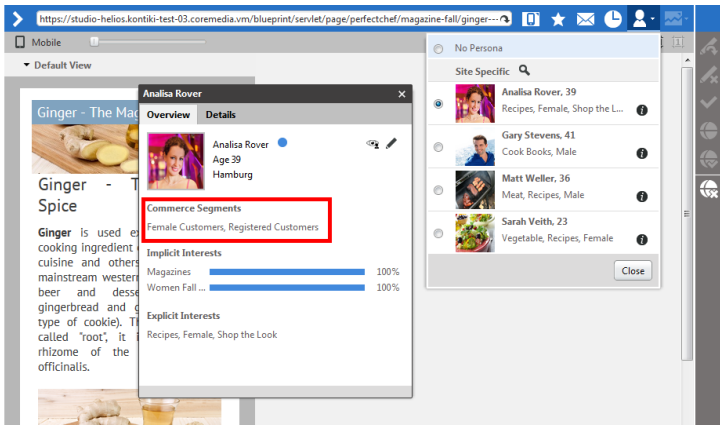 https://studio-helios.kontiki-test-03.coremedia.vm/blueprint/servlet/page/perfectchef/magazine-fall/ginger---
Mobile
Default View
No Persona
Site Specific
Analisa Rover, 39
Recipes, Female, Shop the L...
Gary Stevens, 41
Cook Books, Male
Matt Weller, 36
Meat, Recipes, Male
Sarah Veith, 23
Vegetable, Recipes, Female
Close
Analisa Rover
Overview Details
Analisa Rover
Age 39
Hamburg
Commerce Segments
Female Customers, Registered Customers
Implicit Interests
Magazines 100%
Women Fall ... 100%
Explicit Interests
Recipes, Female, Shop the Look
Ginger - The Mag
Ginger - T
Spice
Ginger is used ex
cooking ingredient
cuisine and others
mainstream western
beer and desse
gingerbread and g
type of cookie). Th
called "root", it i
rhizome of the
officinalis.